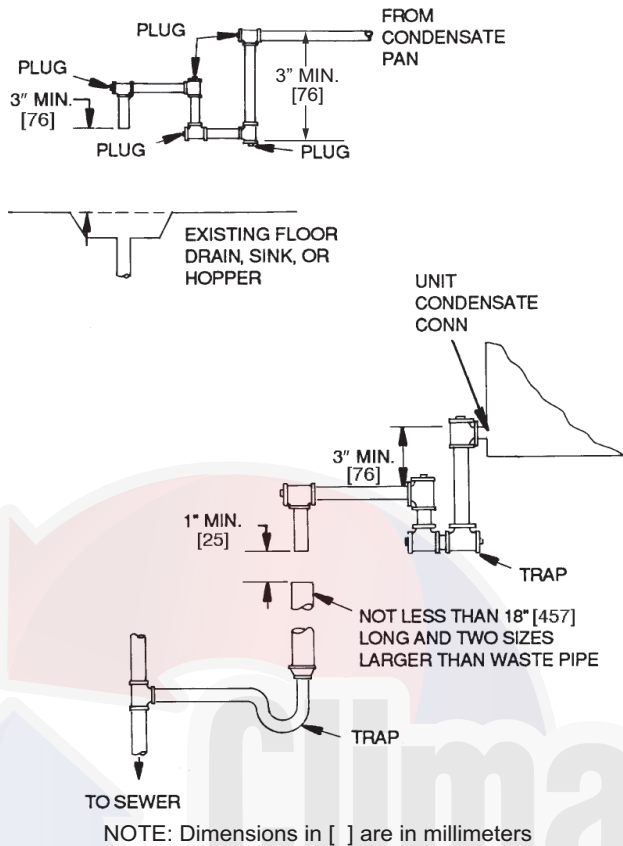 PLUG
FROM
CONDENSATE
PAN
PLUG
3" MIN.
[76]
3" MIN.
[76]
PLUG
PLUG
EXISTING FLOOR
DRAIN, SINK, OR
HOPPER
UNIT
CONDENSATE
CONN
3" MIN.
[76]
1" MIN.
[25]
TRAP
NOT LESS THAN 18" [457]
LONG AND TWO SIZES
LARGER THAN WASTE PIPE
TRAP
TO SEWER
Clima
NOTE: Dimensions in [ ] are in millimeters